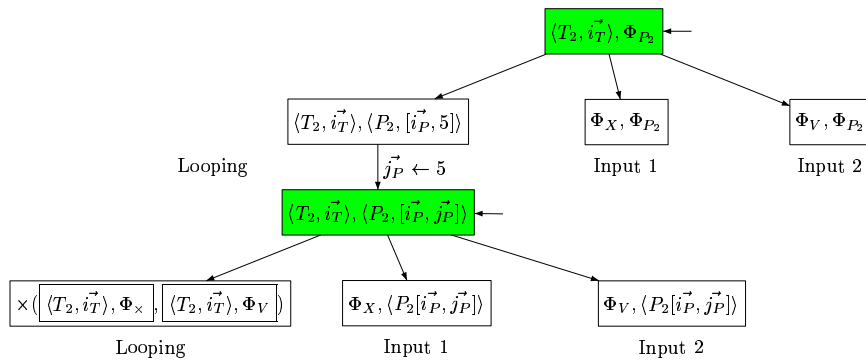 ⟨T₂, i⃗_T⟩, Φ_{P₂}
⟨T₂, i⃗_T⟩, ⟨P₂, [i⃗_P, 5]⟩
Φ_X, Φ_{P₂}
Φ_V, Φ_{P₂}
Looping
j⃗_P ← 5
Input 1
Input 2
⟨T₂, i⃗_T⟩, ⟨P₂, [i⃗_P, j⃗_P]⟩
×( ⟨T₂, i⃗_T⟩, Φ_× , ⟨T₂, i⃗_T⟩, Φ_V )
Φ_X, ⟨P₂[i⃗_P, j⃗_P]⟩
Φ_V, ⟨P₂[i⃗_P, j⃗_P]⟩
Looping
Input 1
Input 2